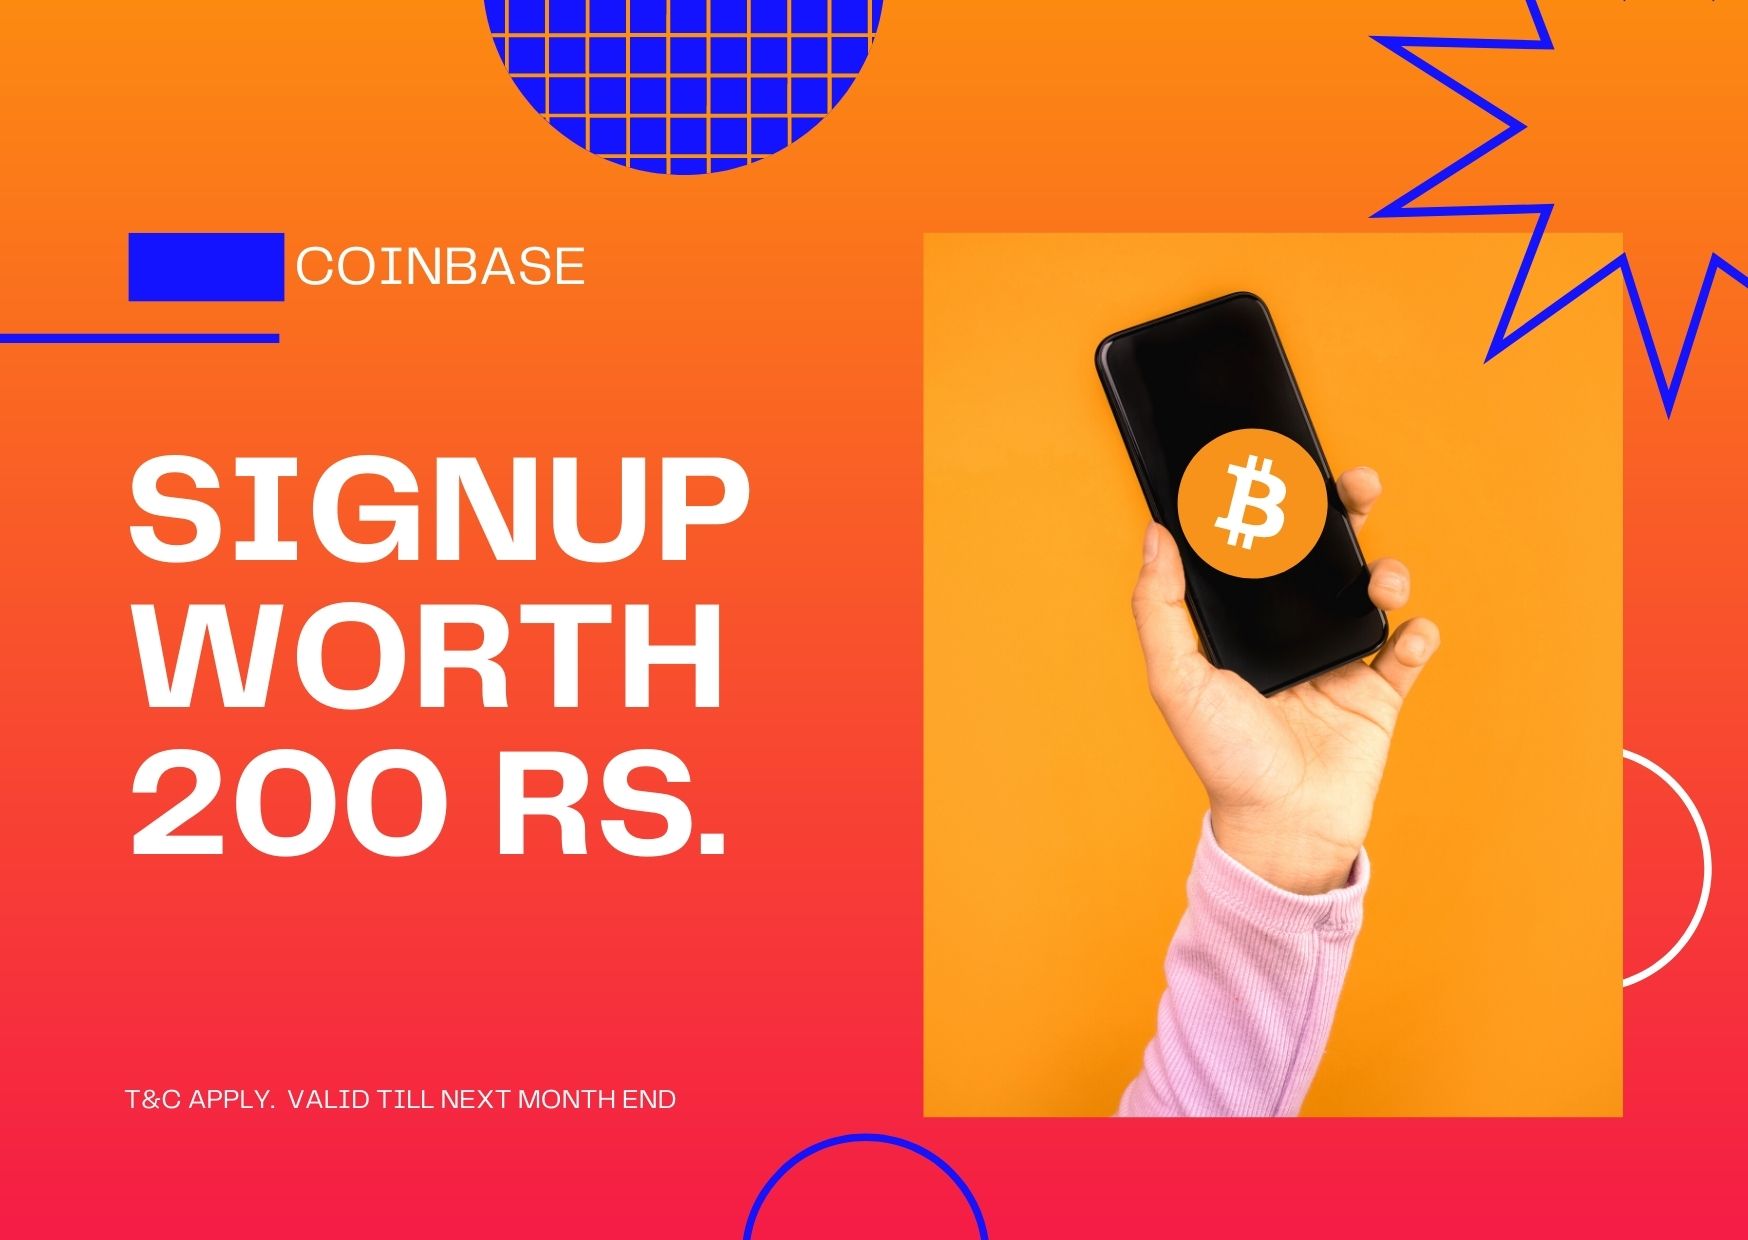 COINBASE
SIGNUP
WORTH
200 RS.
T&C APPLY. VALID TILL NEXT MONTH END